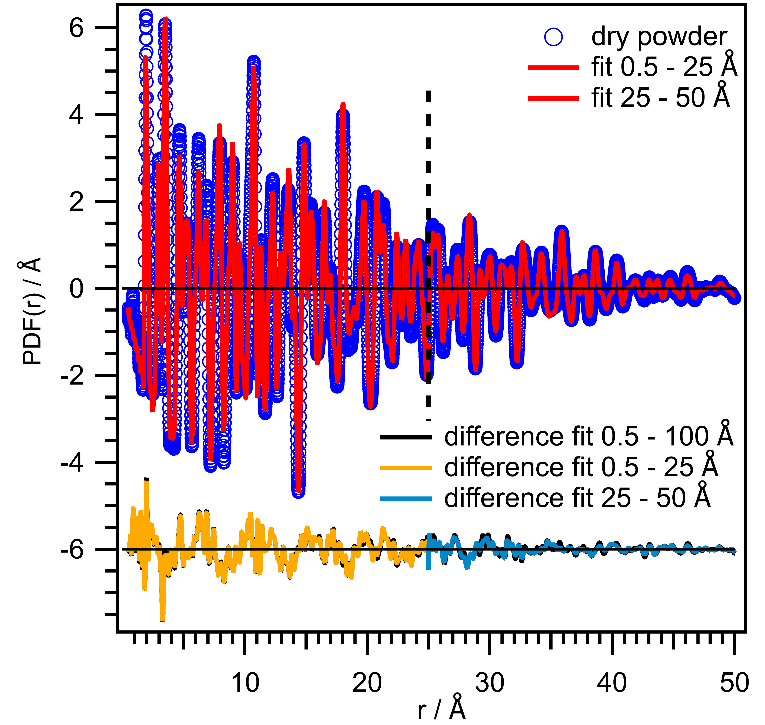 6
4
2
0
-2
-4
-6
PDF(r) / Å
dry powder
fit 0.5 - 25 Å
fit 25 - 50 Å
difference fit 0.5 - 100 Å
difference fit 0.5 - 25 Å
difference fit 25 - 50 Å
10 20 30 40 50
r / Å